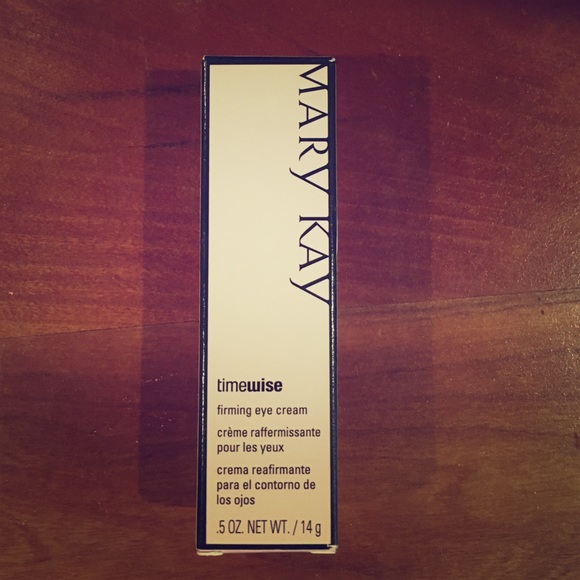 MARY KAY
timewise
firming eye cream
crème raffermissante
pour les yeux
crema reafirmante
para el contorno de
los ojos
.5 OZ. NET WT. / 14 g